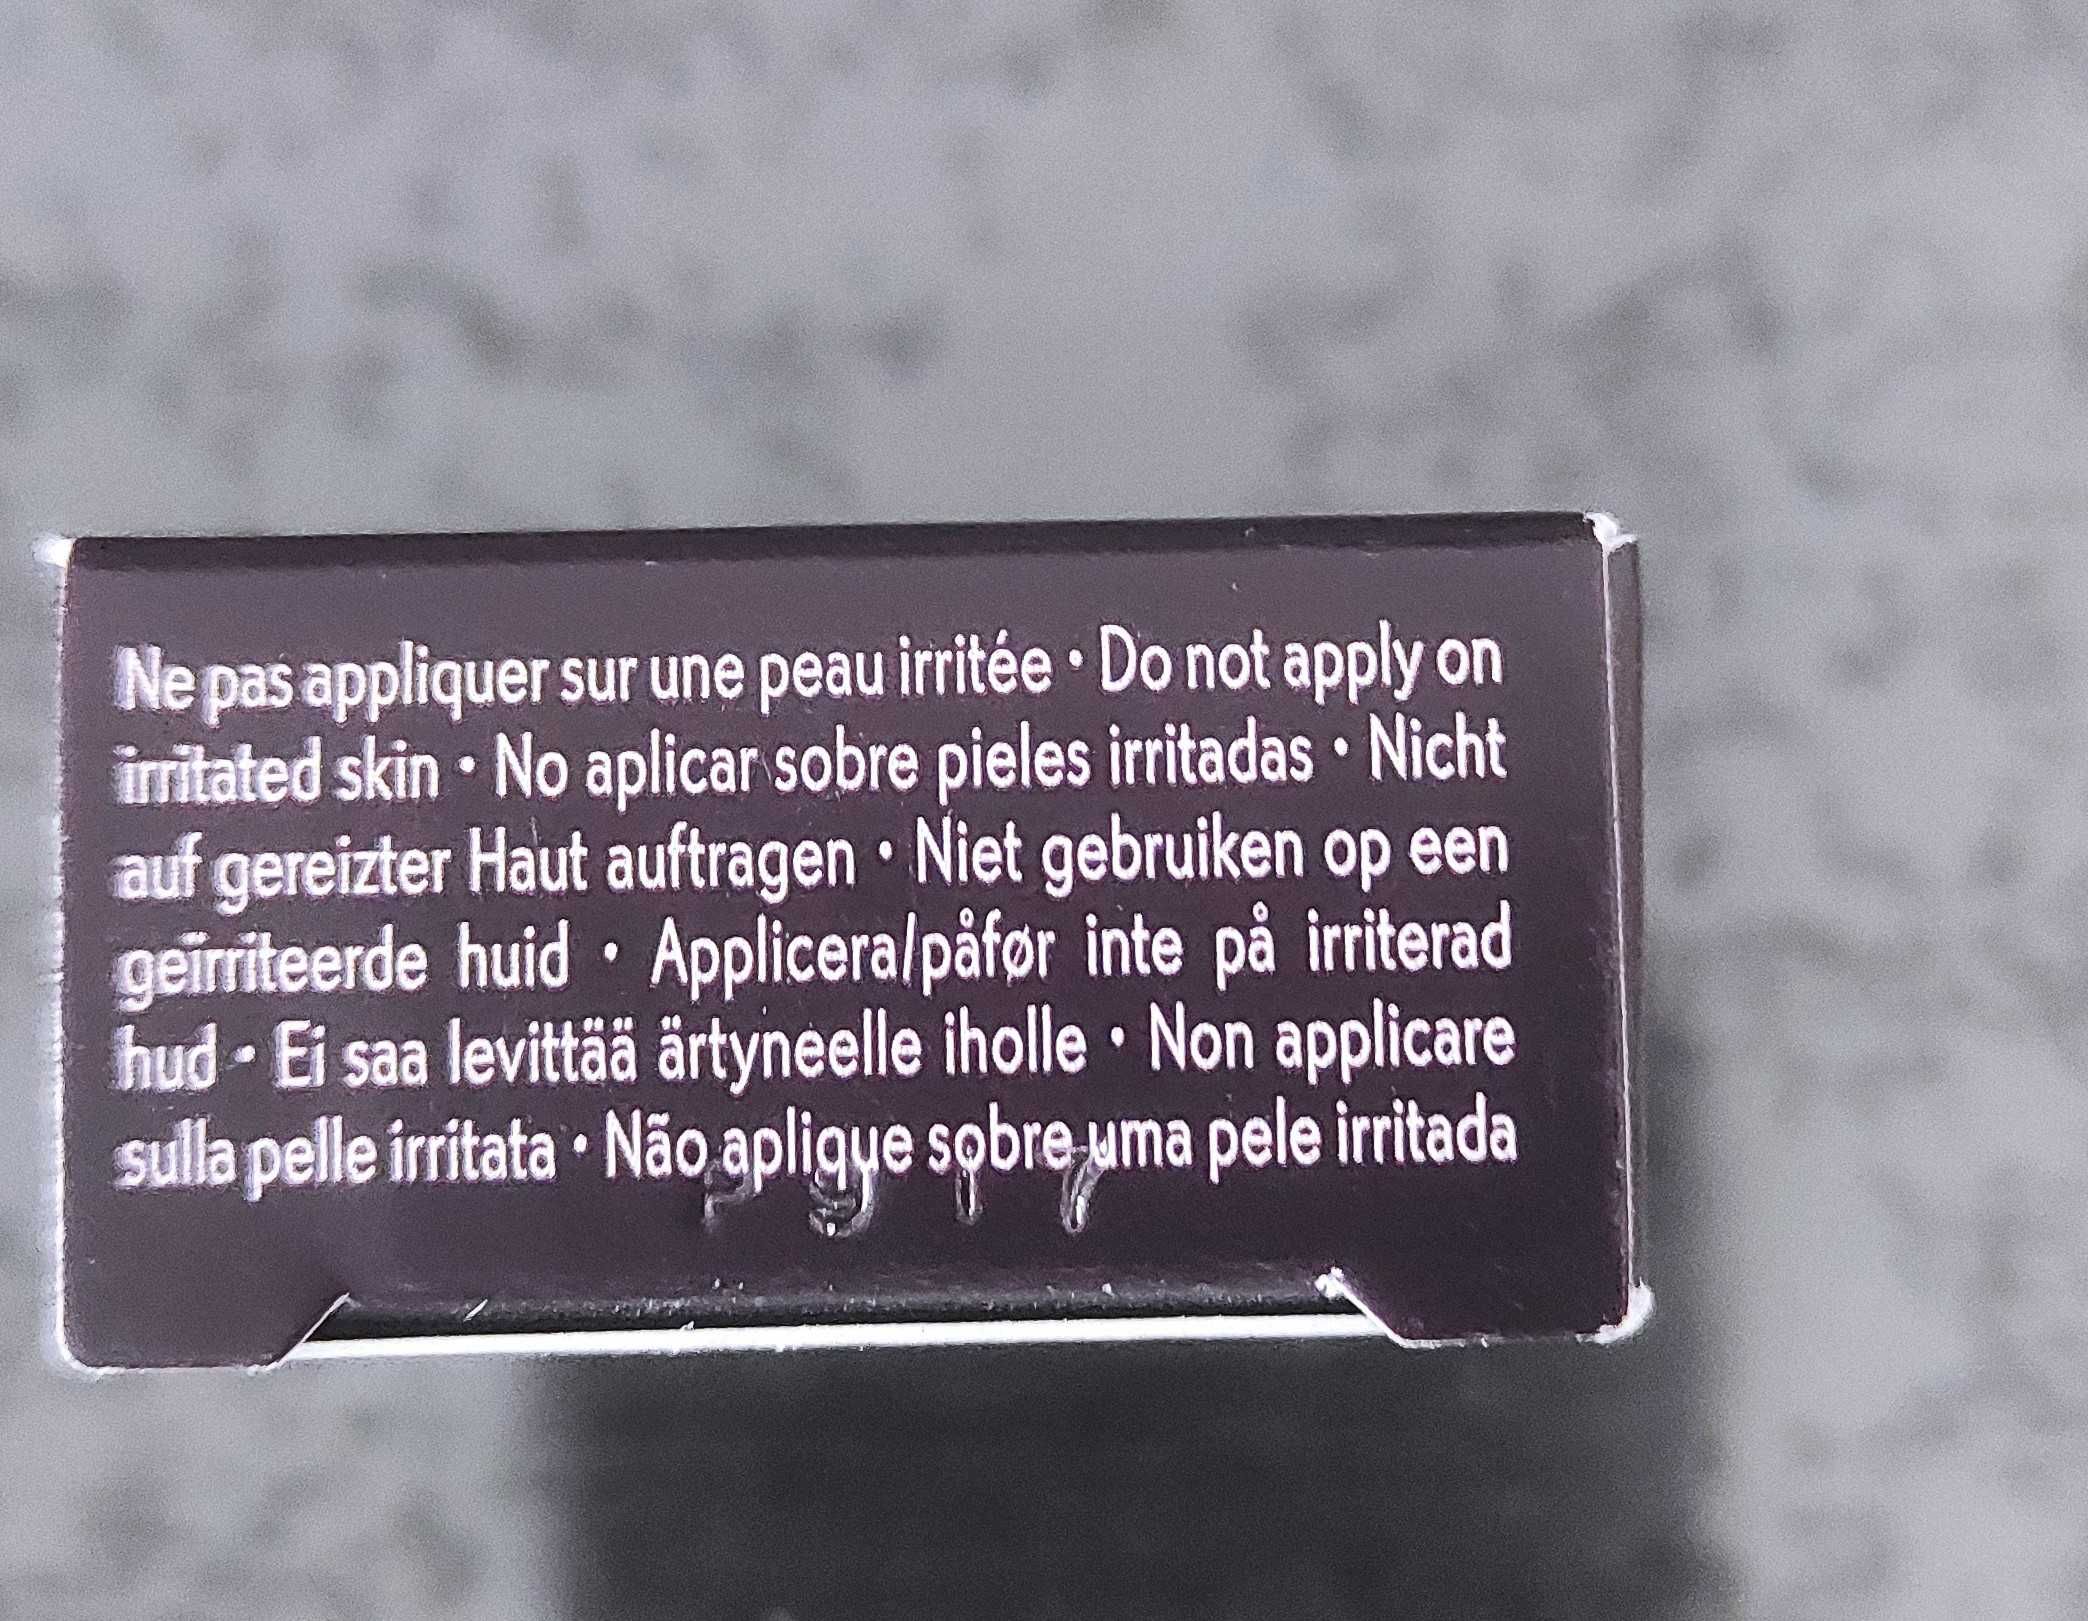 Ne pas appliquer sur une peau irritée • Do not apply on
irritated skin • No aplicar sobre pieles irritadas • Nicht
auf gereizter Haut auftragen • Niet gebruiken op een
geïrriteerde huid • Applicera/påfør inte på irriterad
hud • Ei saa levittää ärtyneelle iholle • Non applicare
sulla pelle irritata • Não aplique sobre uma pele irritada